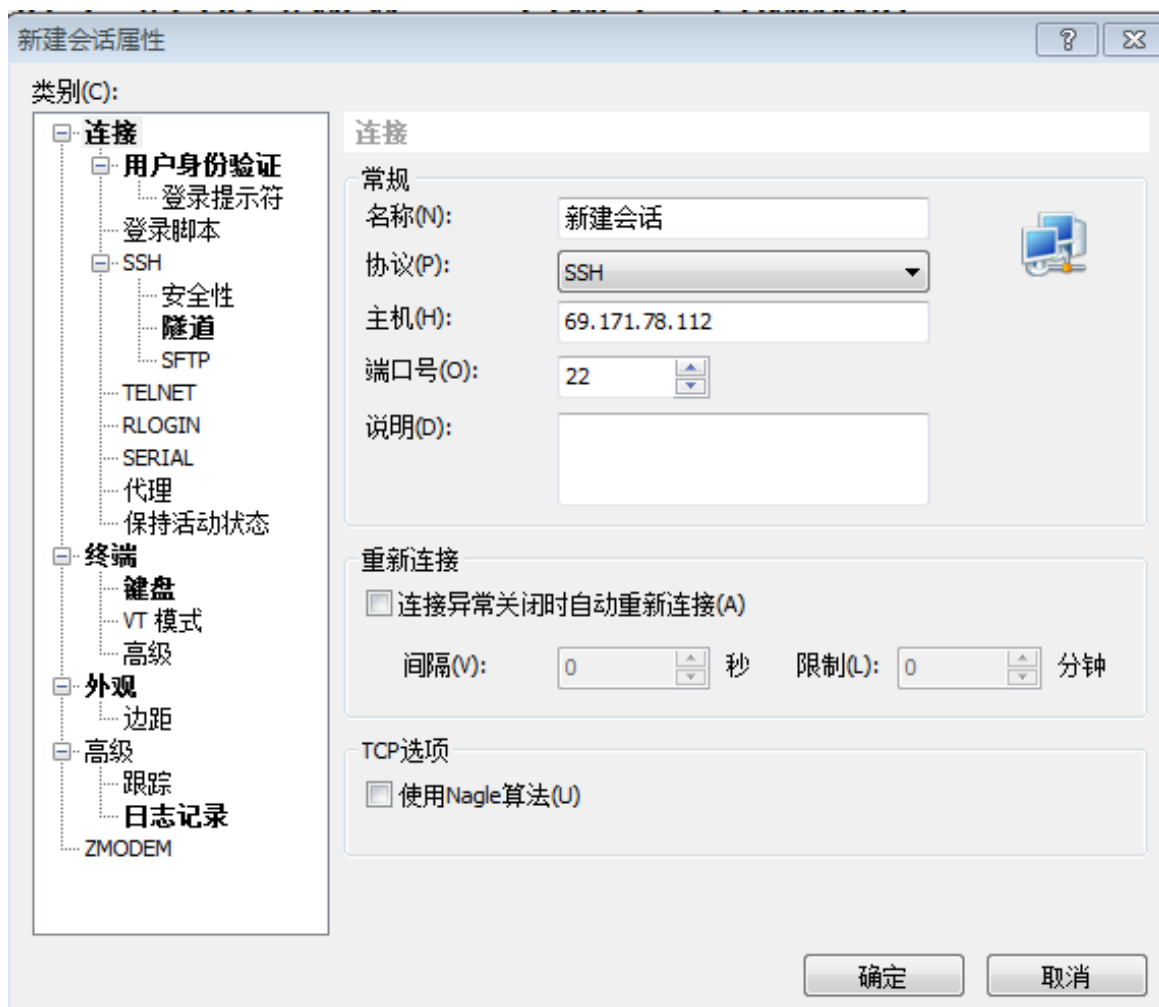 新建会话属性
类别(C):
连接
用户身份验证
登录提示符
登录脚本
SSH
安全性
隧道
SFTP
TELNET
RLOGIN
SERIAL
代理
保持活动状态
终端
键盘
VT 模式
高级
外观
边距
高级
跟踪
日志记录
ZMODEM
连接
常规
名称(N): 新建会话
协议(P): SSH
主机(H): 69.171.78.112
端口号(O): 22
说明(D):
重新连接
连接异常关闭时自动重新连接(A)
间隔(V): 0 秒 限制(L): 0 分钟
TCP选项
使用Nagle算法(U)
确定 取消